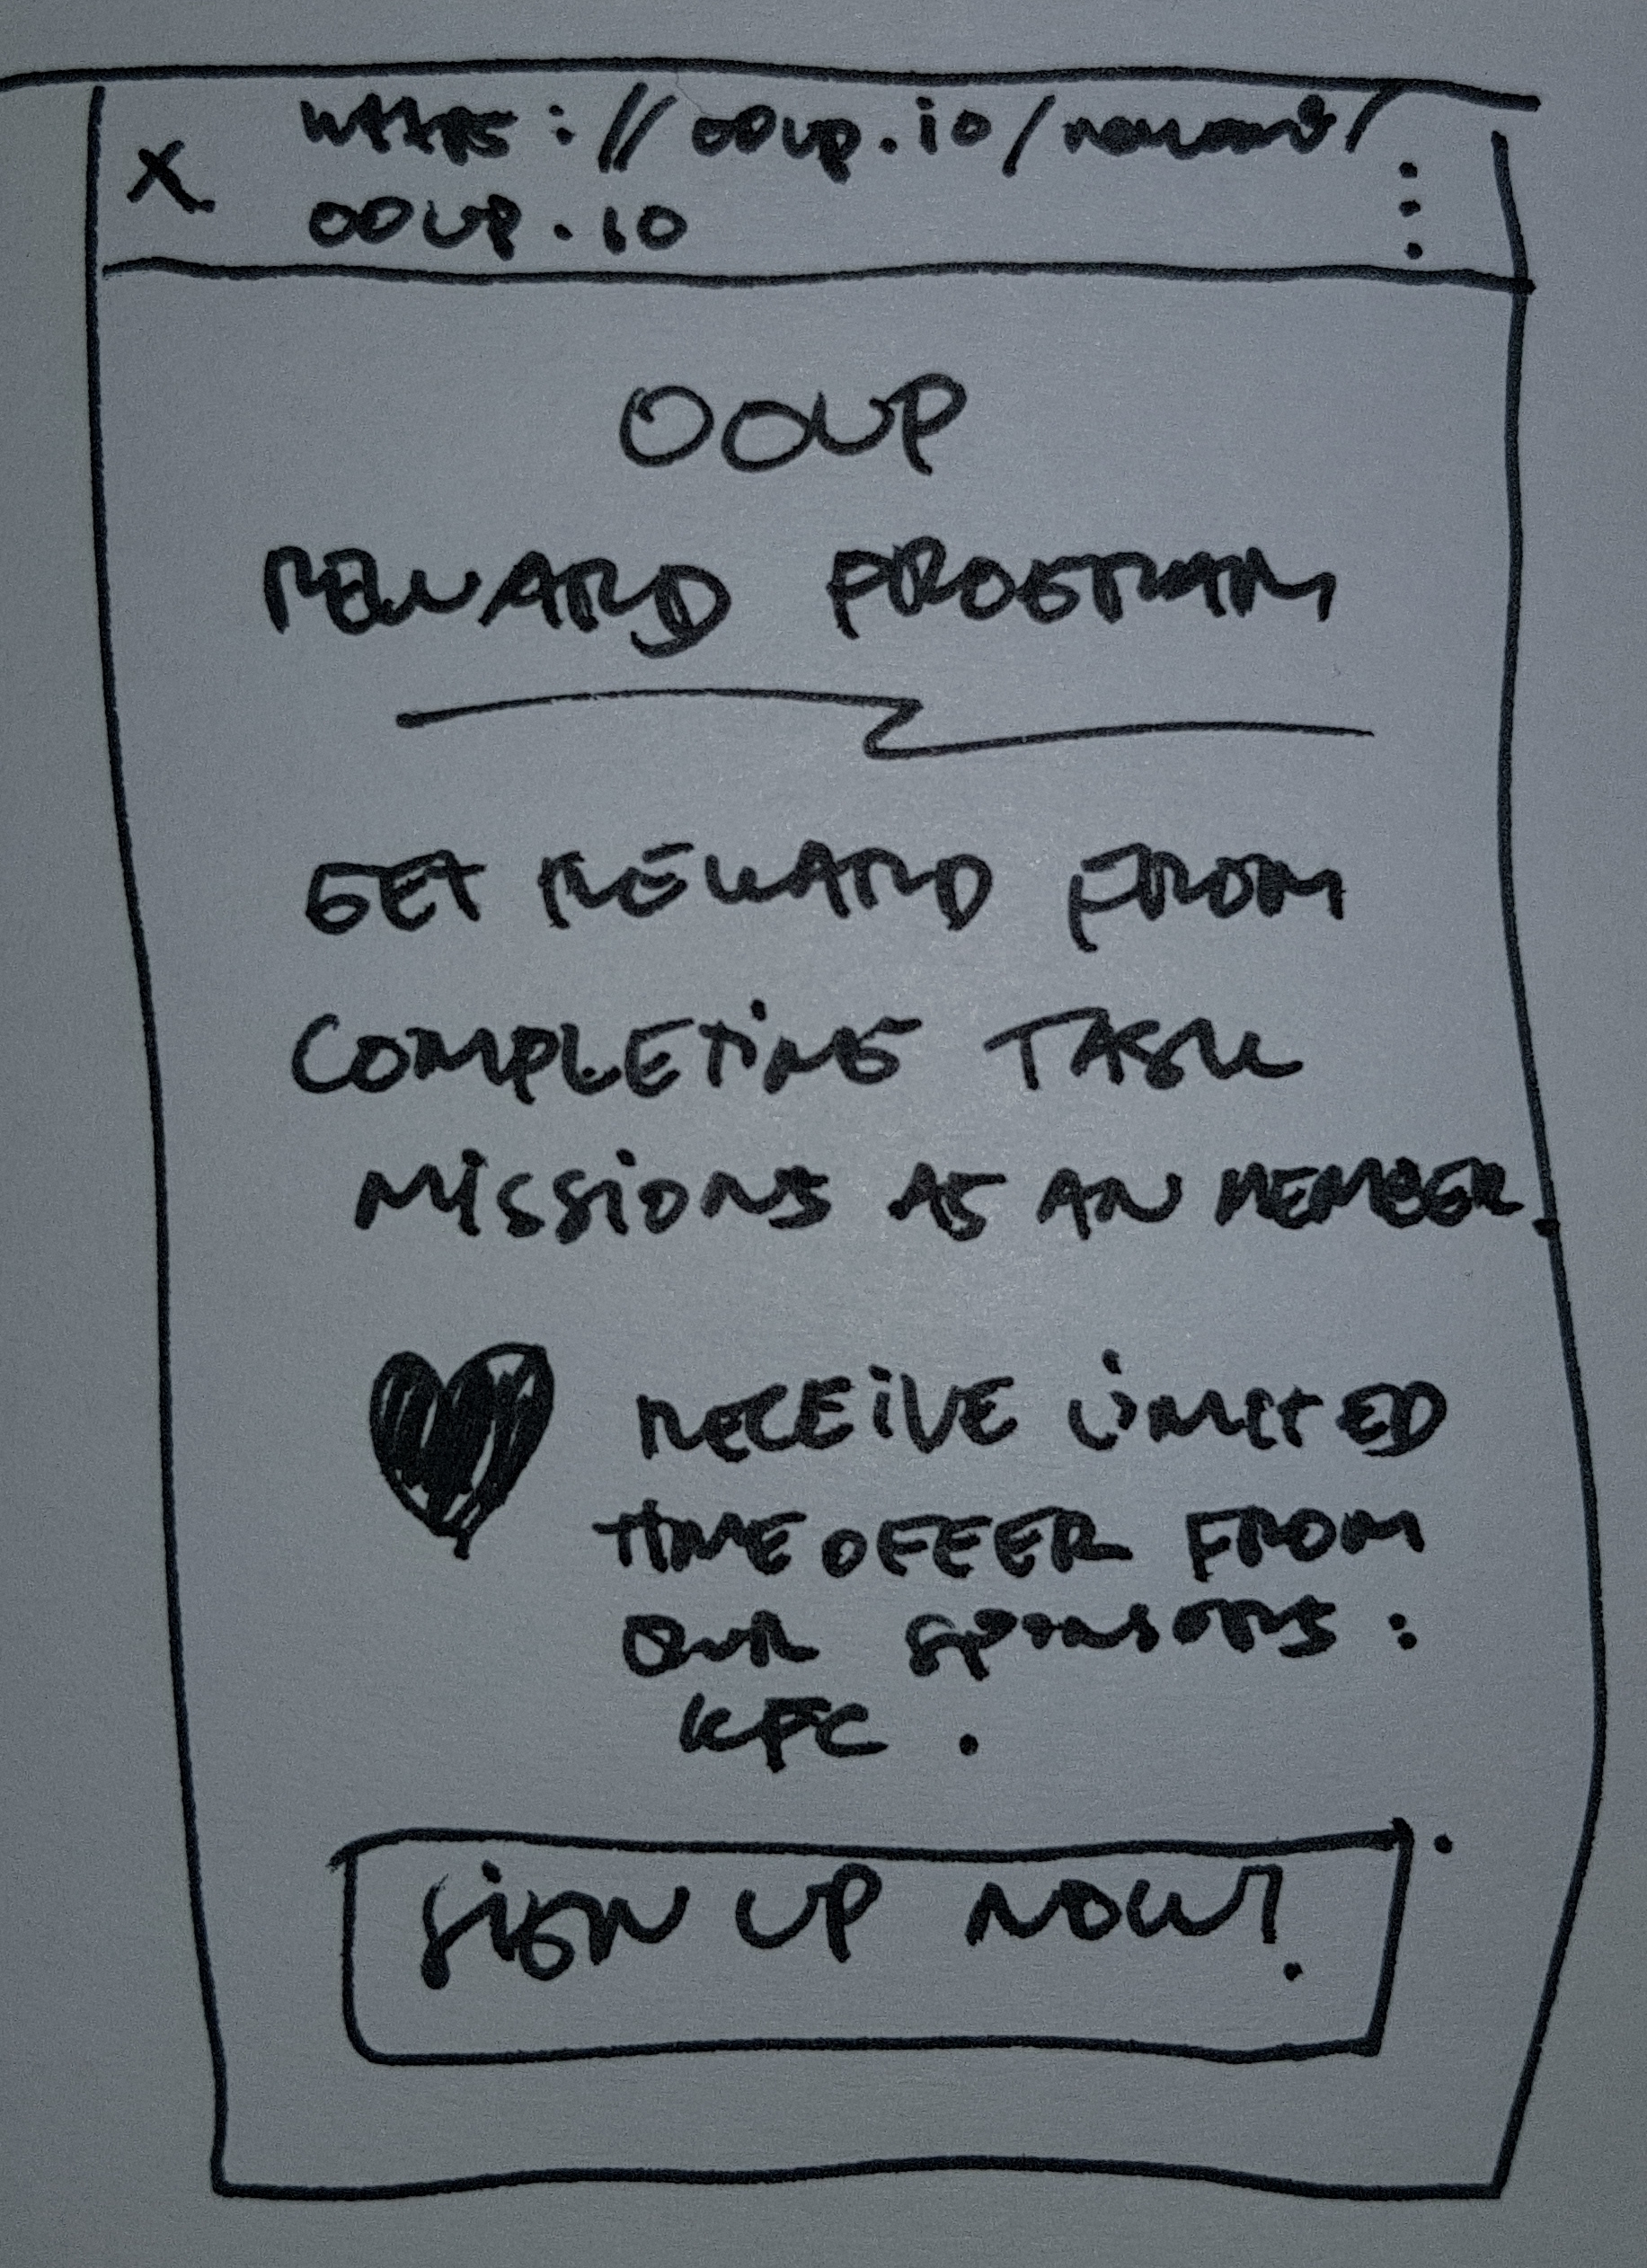 X
https://ooup.io/reward/
ooup.io
OOUP
REWARD PROGRAM
GET REWARD FROM
COMPLETING TASK
MISSIONS AS AN MEMBER.
RECEIVE LIMITED
TIME OFFER FROM
OUR SPONSORS:
KFC.
SIGN UP NOW!